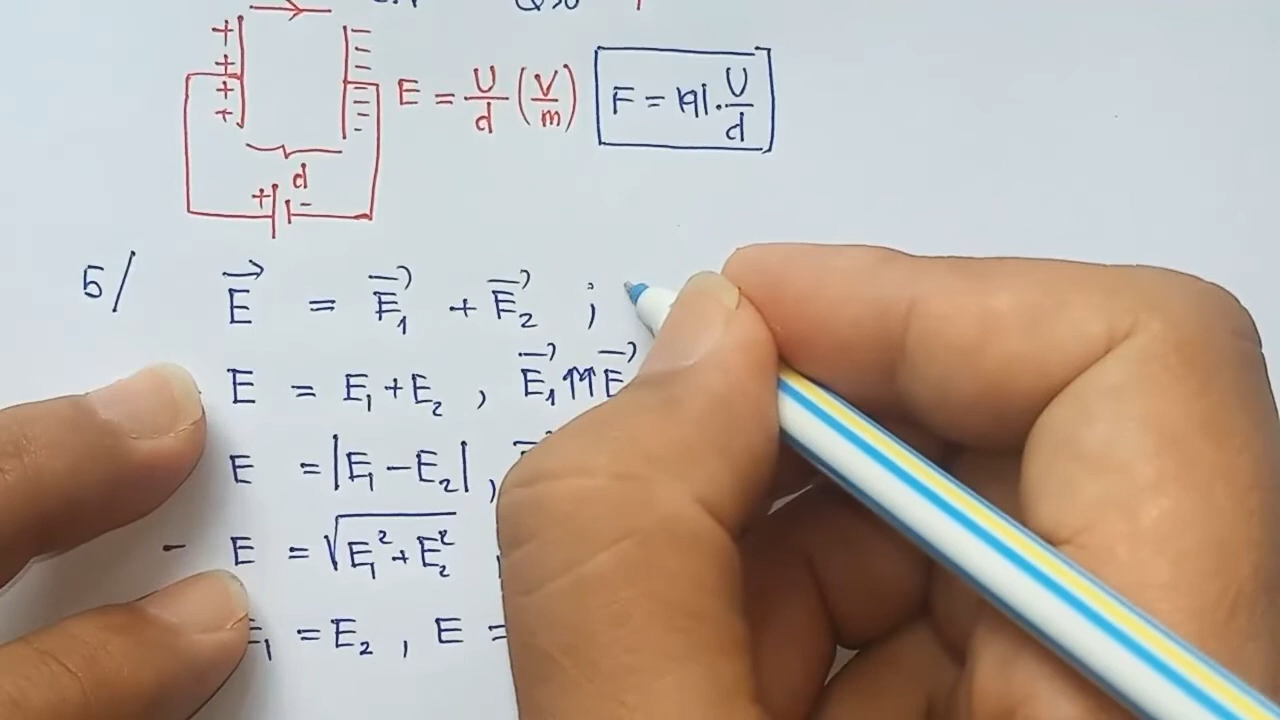 +
+ E = U/d (V/m) F = |q|.U/d
+
+
d
+ -
5/ E⃗ = E⃗₁ + E⃗₂ ;
E = E₁ + E₂ , E⃗₁ ↑↑ E⃗
E = |E₁ - E₂| ,
- E = √E₁² + E₂²
E₁ = E₂ , E =